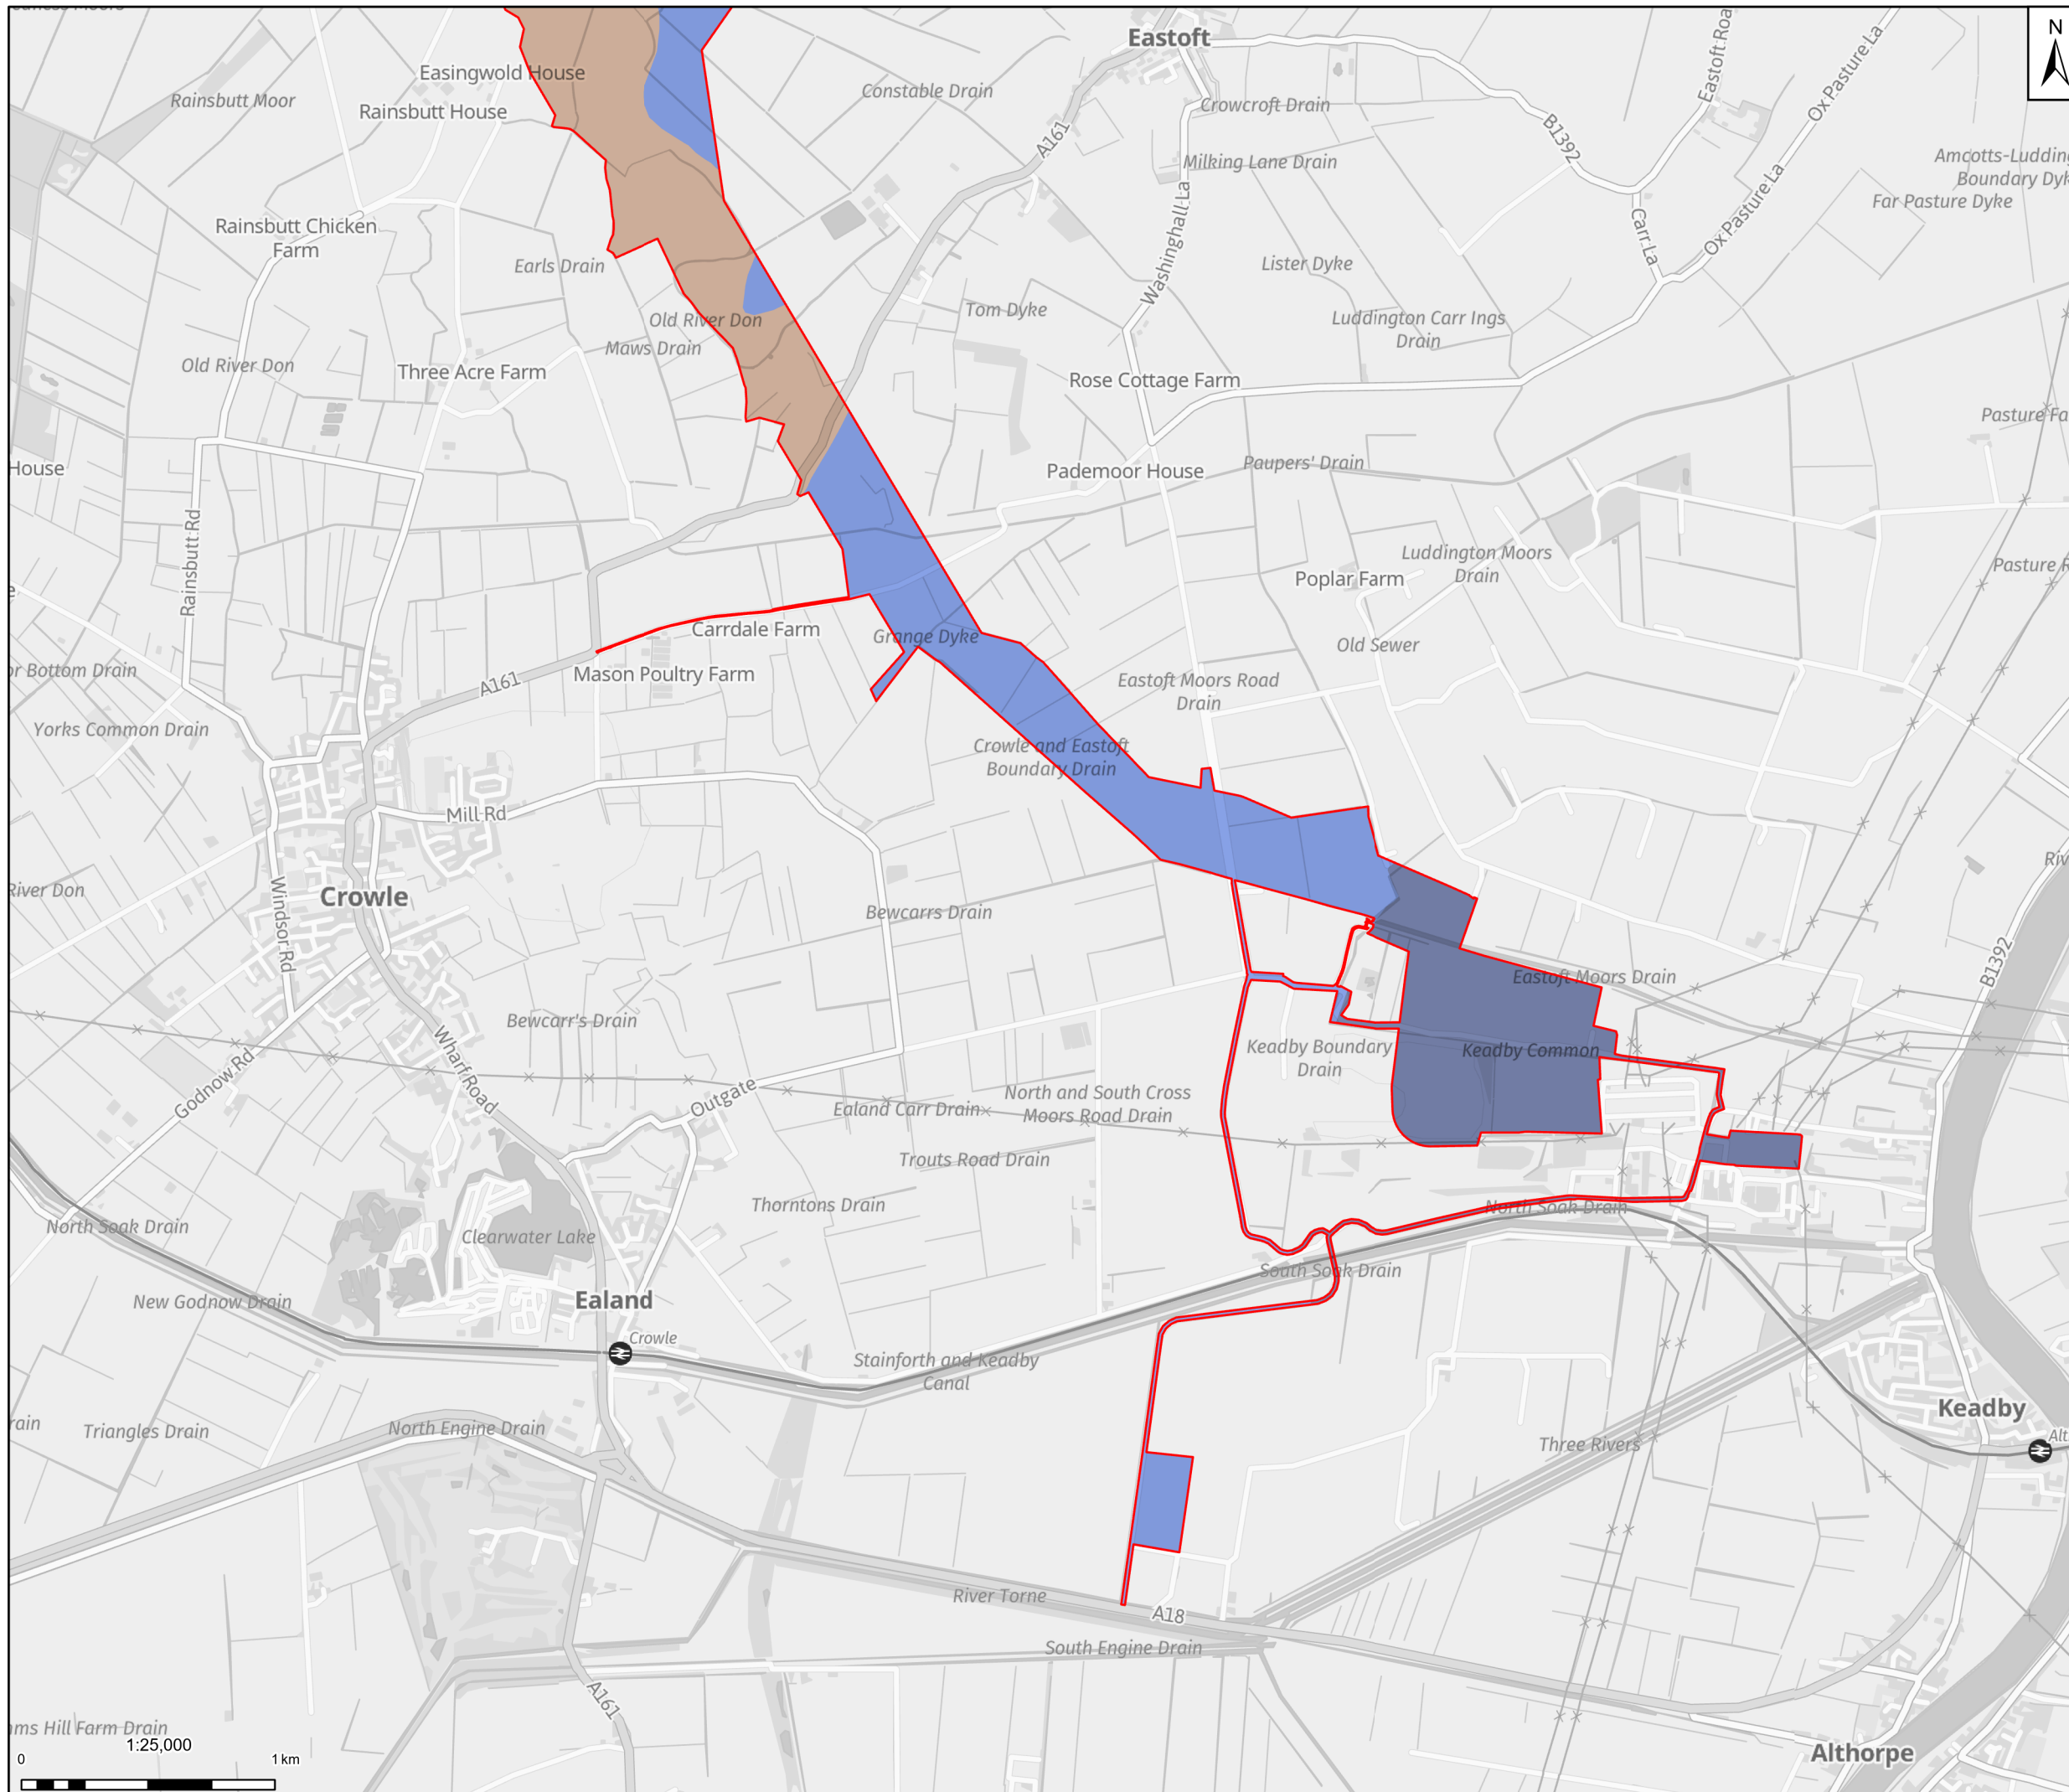 Eastoft
N
Easingwold House
Rainsbutt Moor
Rainsbutt House
Constable Drain
Crowcroft Drain
A161
B1392
Eastoft Roa
Ox Pasture La
Milking Lane Drain
Amcotts-Ludding
Boundary Dyke
Far Pasture Dyke
Rainsbutt Chicken
Farm
Washinghall La
Carr La
Ox Pasture La
Earls Drain
Lister Dyke
Old River Don
Maws Drain
Tom Dyke
Luddington Carr Ings
Drain
Old River Don
Three Acre Farm
Rose Cottage Farm
Pasture Fa
House
Pademoor House
Paupers' Drain
Rainsbutt Rd
Luddington Moors
Drain
Poplar Farm
Pasture R
Carrdale Farm
Grange Dyke
Old Sewer
or Bottom Drain
Mason Poultry Farm
A161
Eastoft Moors Road
Drain
Yorks Common Drain
Crowle and Eastoft
Boundary Drain
Mill Rd
Riv
River Don
Crowle
Windsor Rd
Bewcarrs Drain
B1392
Eastoft Moors Drain
Bewcarr's Drain
Wharf Road
Godnow Rd
Keadby Boundary
Drain
Keadby Common
Outgate
Ealand Carr Drain
North and South Cross
Moors Road Drain
Trouts Road Drain
Thorntons Drain
North Soak Drain
North Soak Drain
Clearwater Lake
South Soak Drain
New Godnow Drain
Ealand
Crowle
Stainforth and Keadby
Canal
Keadby
Alt
rain
Triangles Drain
North Engine Drain
Three Rivers
River Torne
A18
South Engine Drain
A161
ms Hill Farm Drain
1:25,000
0
1 km
Althorpe